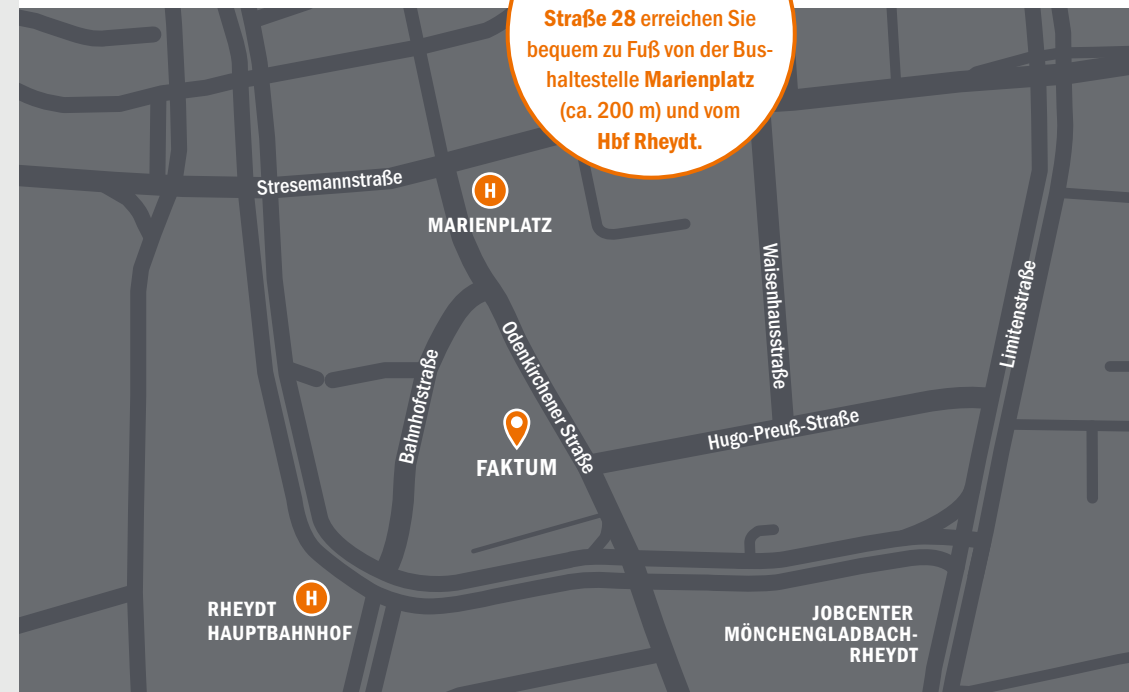 Straße 28 erreichen Sie
bequem zu Fuß von der Bus-
haltestelle Marienplatz
(ca. 200 m) und vom
Hbf Rheydt.
Stresemannstraße
H
MARIENPLATZ
Waisenhausstraße
Limitenstraße
Odenkirchener Straße
Bahnhofstraße
Hugo-Preuß-Straße
FAKTUM
RHEYDT
HAUPTBAHNHOF
H
JOBCENTER
MÖNCHENGLADBACH-
RHEYDT